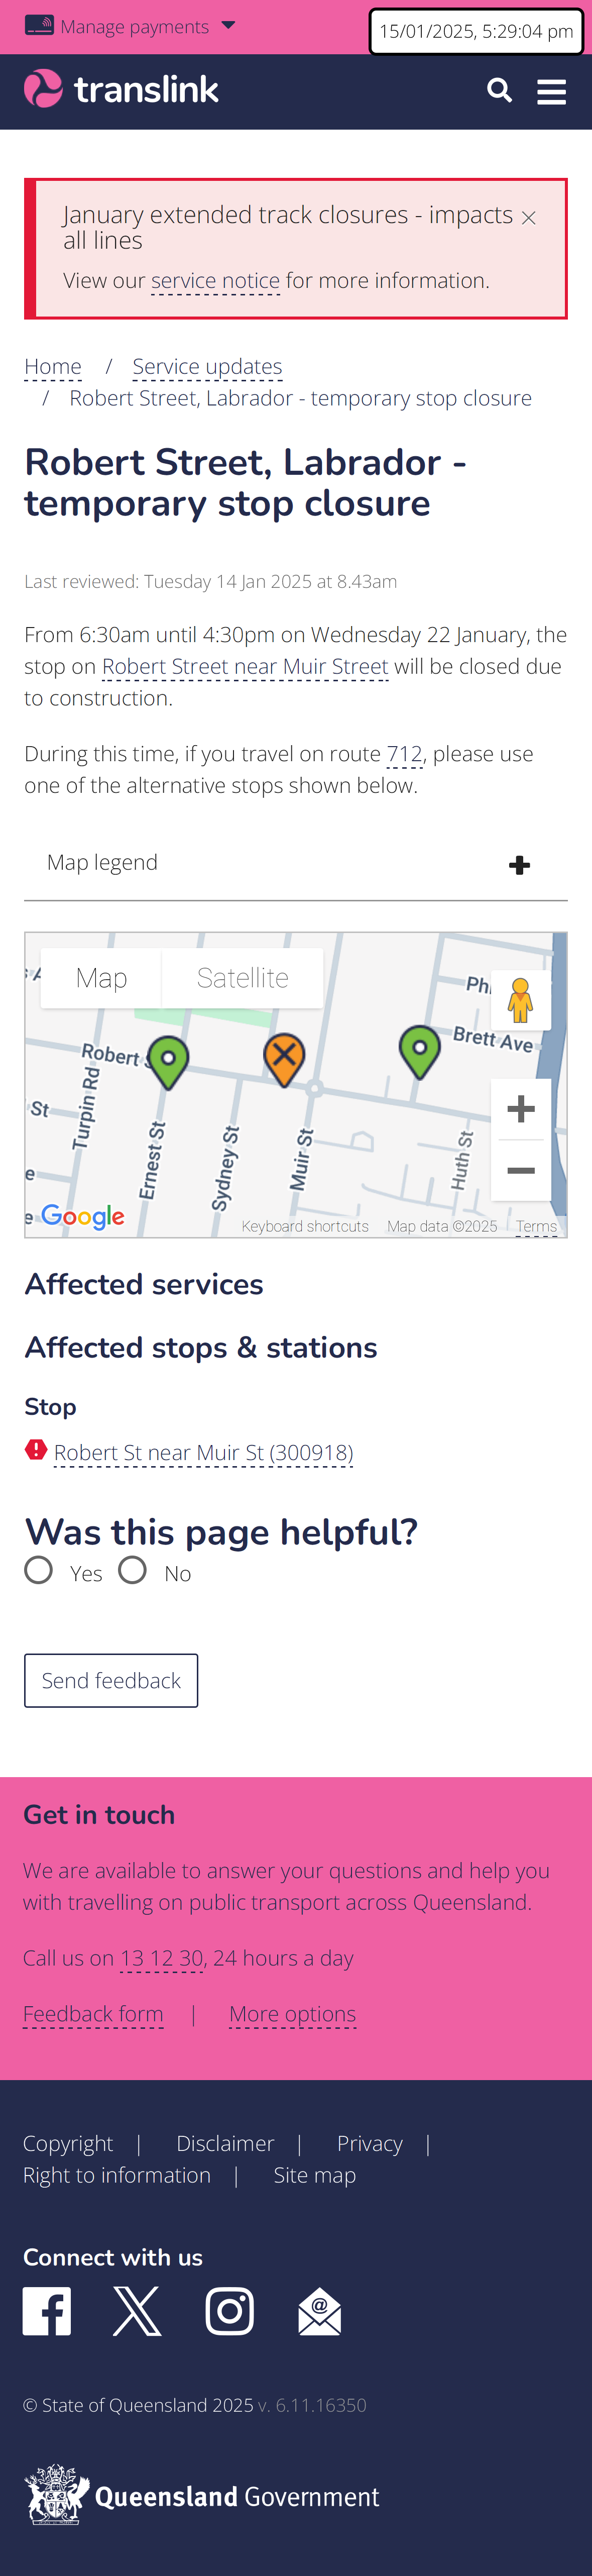 Manage payments
15/01/2025, 5:29:04 pm
translink
January extended track closures - impacts
all lines
View our service notice for more information.
Home / Service updates
/ Robert Street, Labrador - temporary stop closure
Robert Street, Labrador -
temporary stop closure
Last reviewed: Tuesday 14 Jan 2025 at 8.43am
From 6:30am until 4:30pm on Wednesday 22 January, the
stop on Robert Street near Muir Street will be closed due
to construction.
During this time, if you travel on route 712, please use
one of the alternative stops shown below.
Map legend
Map
Satellite
Brett Ave
Robert
St
Turpin Rd
Ernest St
Sydney St
Muir St
Huth St
Google
Keyboard shortcuts
Map data ©2025
Terms
Affected services
Affected stops & stations
Stop
Robert St near Muir St (300918)
Was this page helpful?
Yes
No
Send feedback
Get in touch
We are available to answer your questions and help you
with travelling on public transport across Queensland.
Call us on 13 12 30, 24 hours a day
Feedback form | More options
Copyright | Disclaimer | Privacy |
Right to information | Site map
Connect with us
© State of Queensland 2025 v. 6.11.16350
Queensland Government